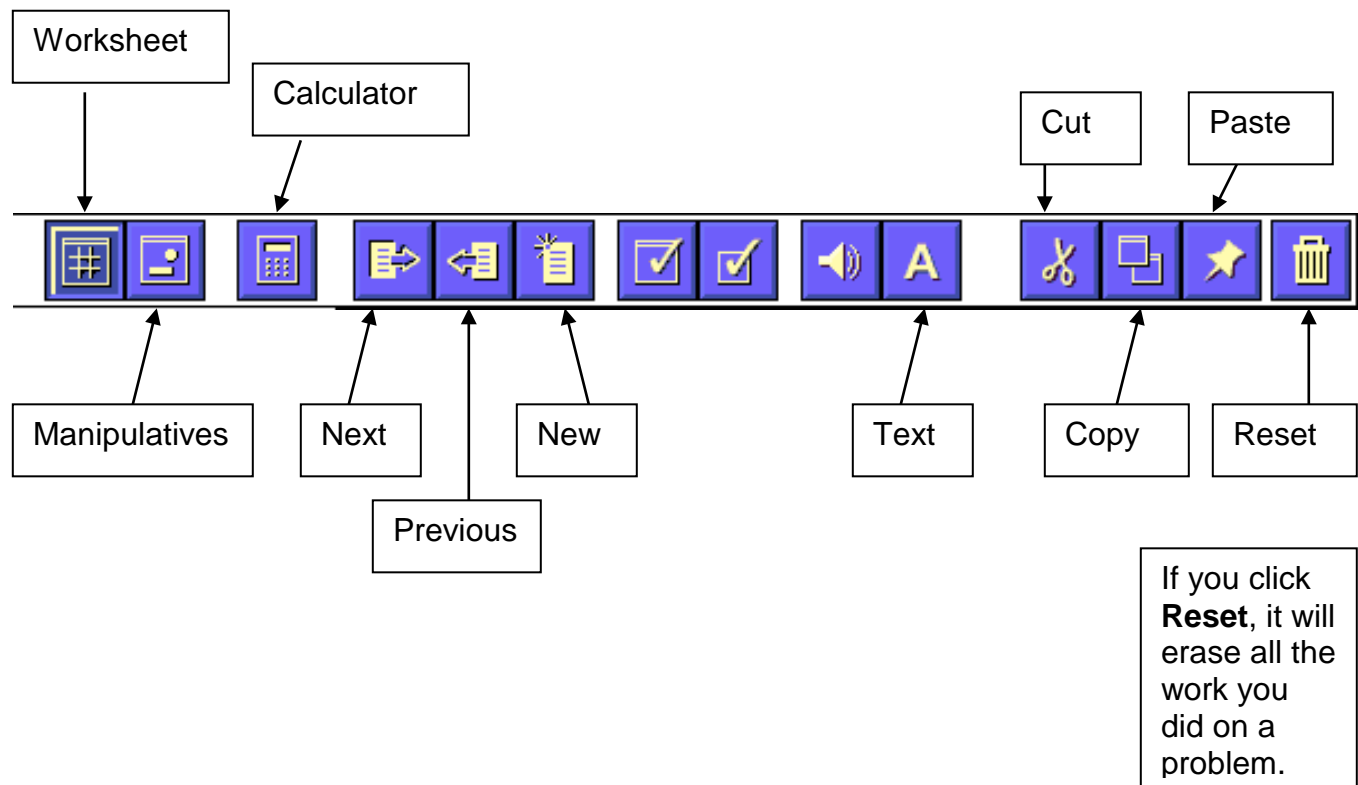 Worksheet
Calculator
Cut
Paste
A
Manipulatives
Next
New
Text
Copy
Reset
Previous
If you click
Reset, it will
erase all the
work you
did on a
problem.